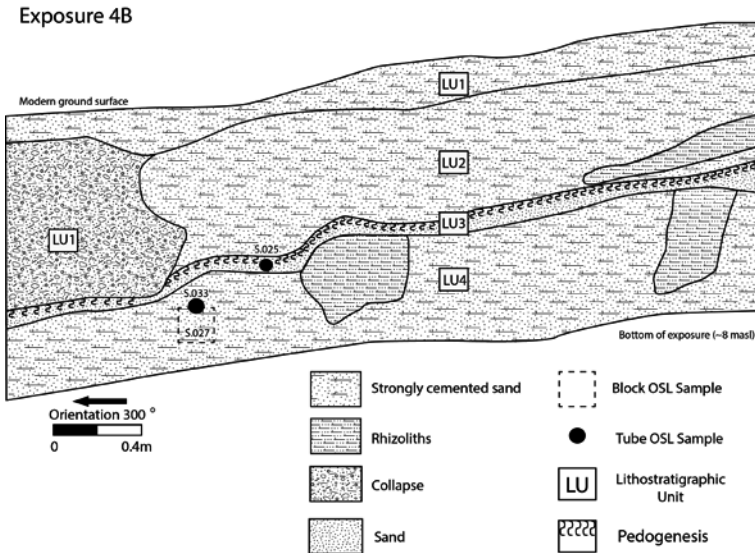 Exposure 4B
LU1
Modern ground surface
LU2
LU1
LU3
S.025
LU4
S.033
S.027
Bottom of exposure (~8 masl)
Orientation 300 °
0 0.4m
Strongly cemented sand
Rhizoliths
Collapse
Sand
Block OSL Sample
Tube OSL Sample
LU
Lithostratigraphic
Unit
Pedogenesis